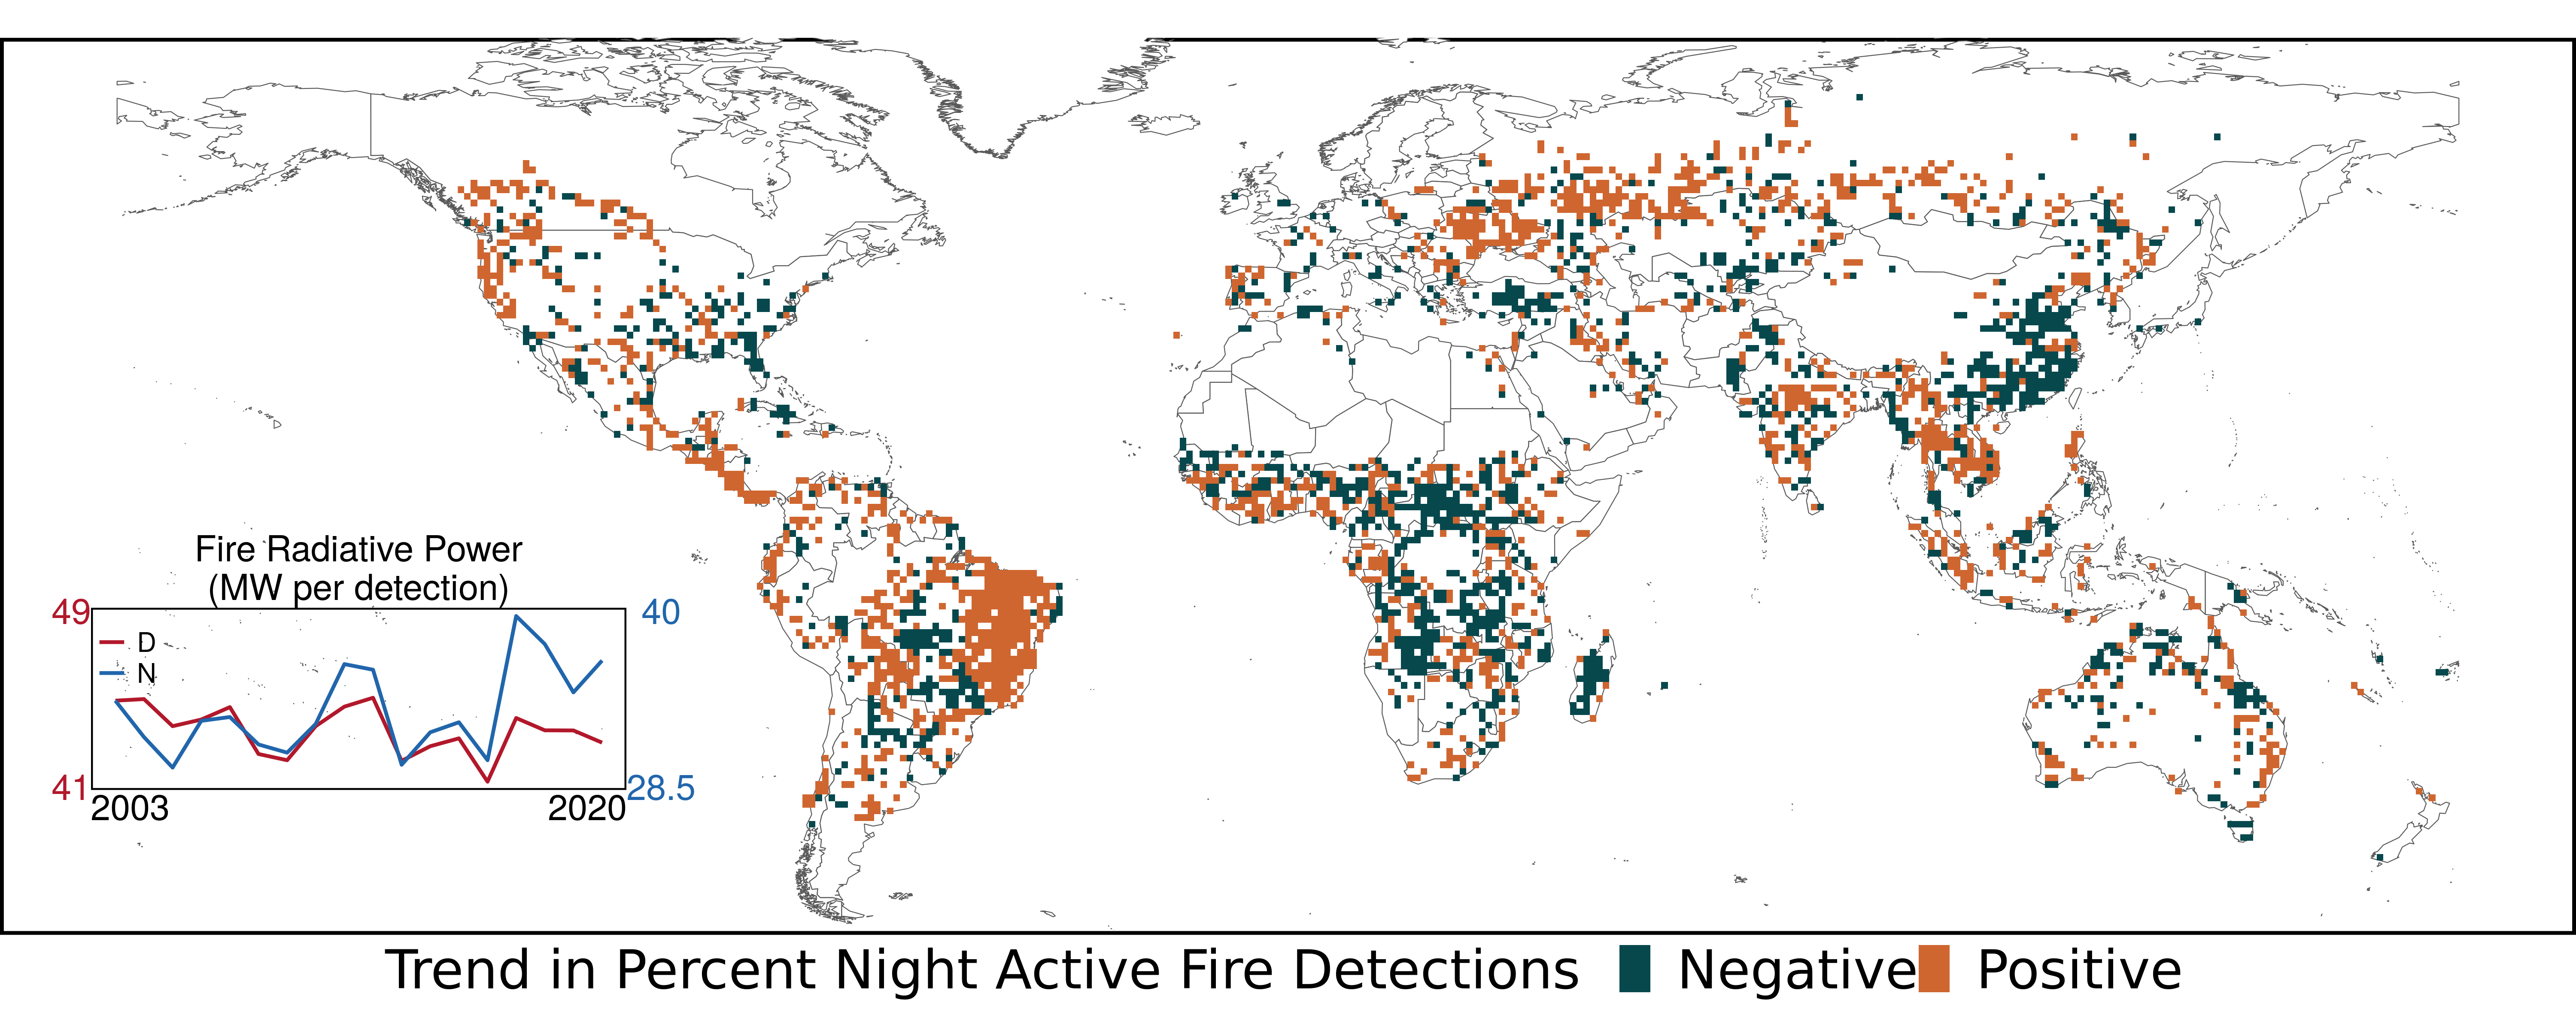 Fire Radiative Power
(MW per detection)
49
40
D
N
41
28.5
2003
2020
Trend in Percent Night Active Fire Detections Negative Positive